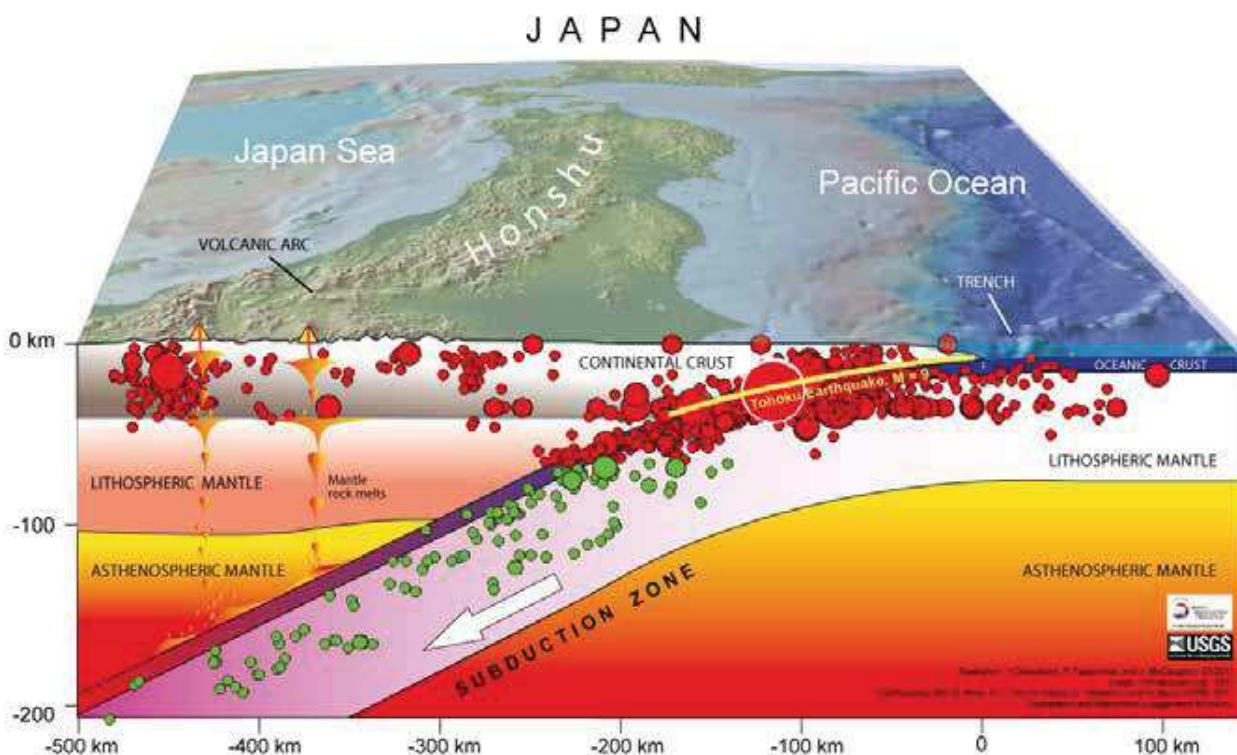 JAPAN
Japan Sea
Honshu
Pacific Ocean
VOLCANIC ARC
TRENCH
0 km
CONTINENTAL CRUST
OCEANIC CRUST
Tohoku Earthquake, M = 9
LITHOSPHERIC MANTLE
Mantle
rock melts
LITHOSPHERIC MANTLE
-100
ASTHENOSPHERIC MANTLE
ASTHENOSPHERIC MANTLE
SUBDUCTION ZONE
USGS
-200
-500 km
-400 km
-300 km
-200 km
-100 km
0
100 km